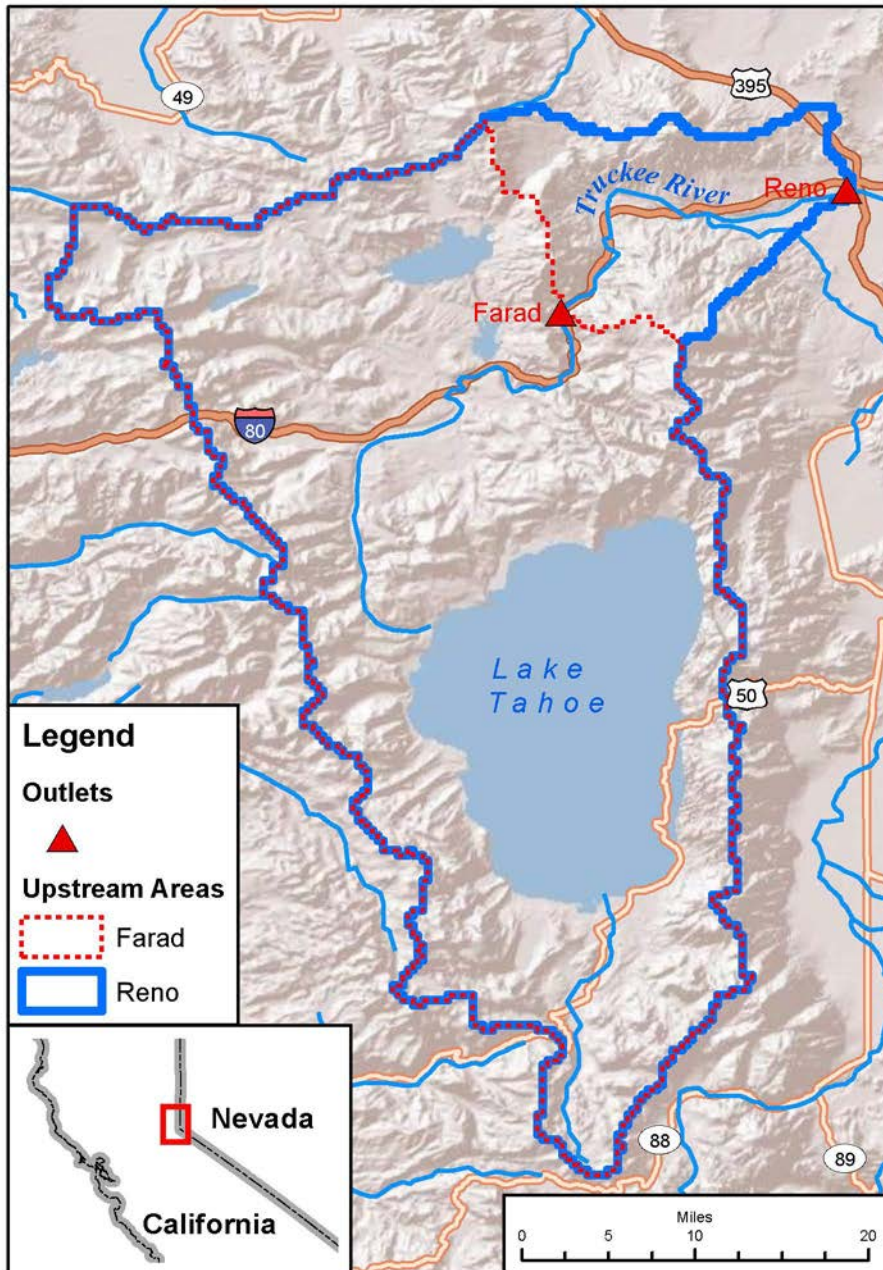 49
395
Truckee River
Reno
Farad
80
Lake
Tahoe
50
Legend
Outlets
Upstream Areas
Farad
Reno
Nevada
California
88
89
Miles
0 5 10 20